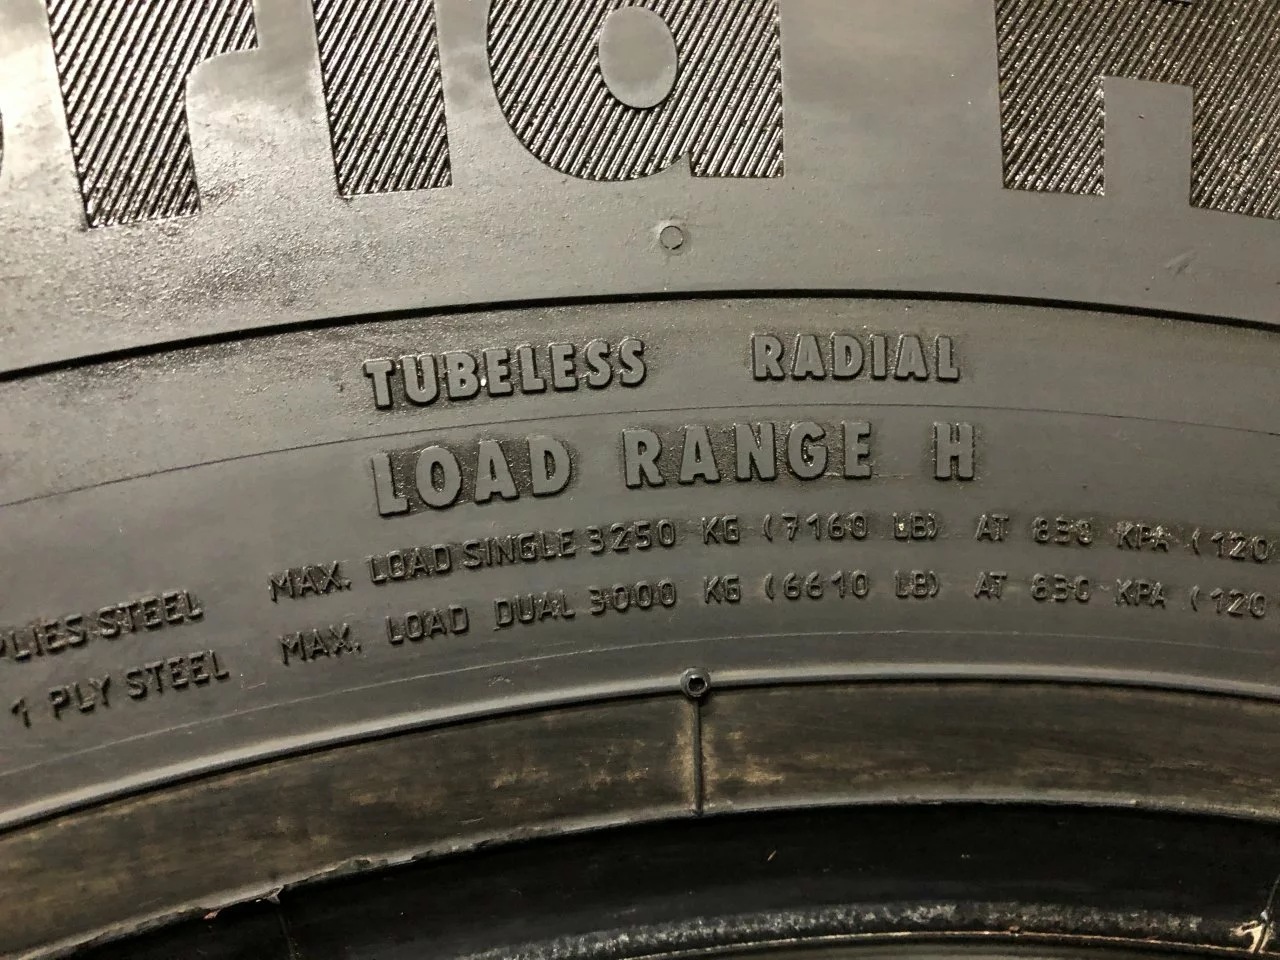 TUBELESS RADIAL
LOAD RANGE H
MAX. LOAD SINGLE 3250 KG (7160 LB) AT 830 KPA (120
PLIES STEEL
MAX. LOAD DUAL 3000 KG (6610 LB) AT 830 KPA (120
1 PLY STEEL